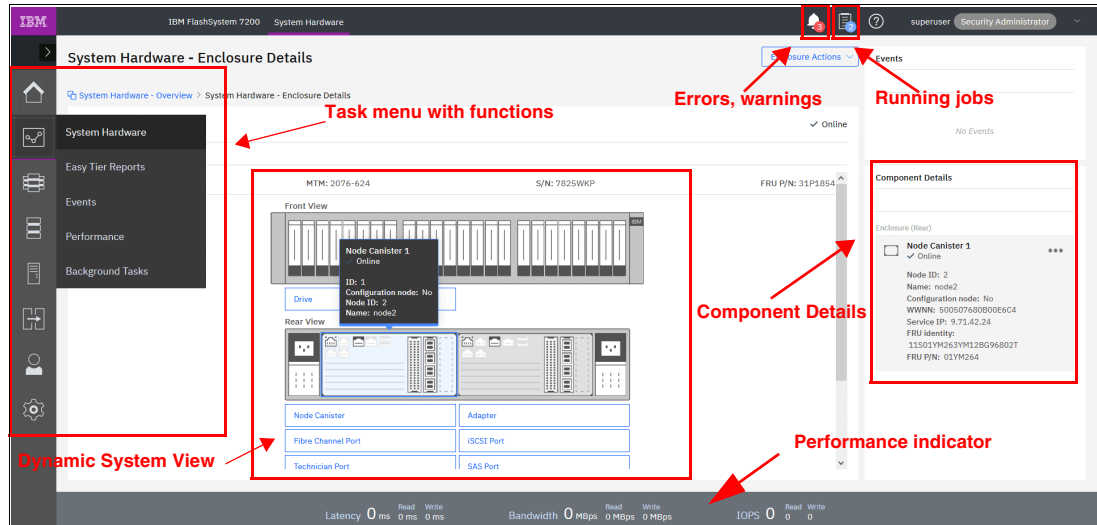 IBM
IBM FlashSystem 7200 System Hardware
3
2
?
superuser Security Administrator
System Hardware - Enclosure Details
Enclosure Actions
Events
System Hardware - Overview > System Hardware - Enclosure Details
Errors, warnings
Running jobs
Task menu with functions
Online
No Events
System Hardware
Easy Tier Reports
Events
Performance
Background Tasks
MTM: 2076-624 S/N: 7825WKP FRU P/N: 31P1854
Front View
IBM
Node Canister 1
Online
ID: 1
Configuration node: No
Node ID: 2
Name: node2
Drive
Rear View
Node Canister
Adapter
Fibre Channel Port
iSCSI Port
Technician Port
SAS Port
Dynamic System View
Component Details
Component Details
Enclosure (Rear)
Node Canister 1
Online
Node ID: 2
Name: node2
Configuration node: No
WWNN: 500507680B00E6C4
Service IP: 9.71.42.24
FRU identity:
11S01YM263YM12BG96802T
FRU P/N: 01YM264
Performance indicator
Latency 0 ms Read 0 ms Write 0 ms
Bandwidth 0 MBps Read 0 MBps Write 0 MBps
IOPS 0 Read 0 Write 0